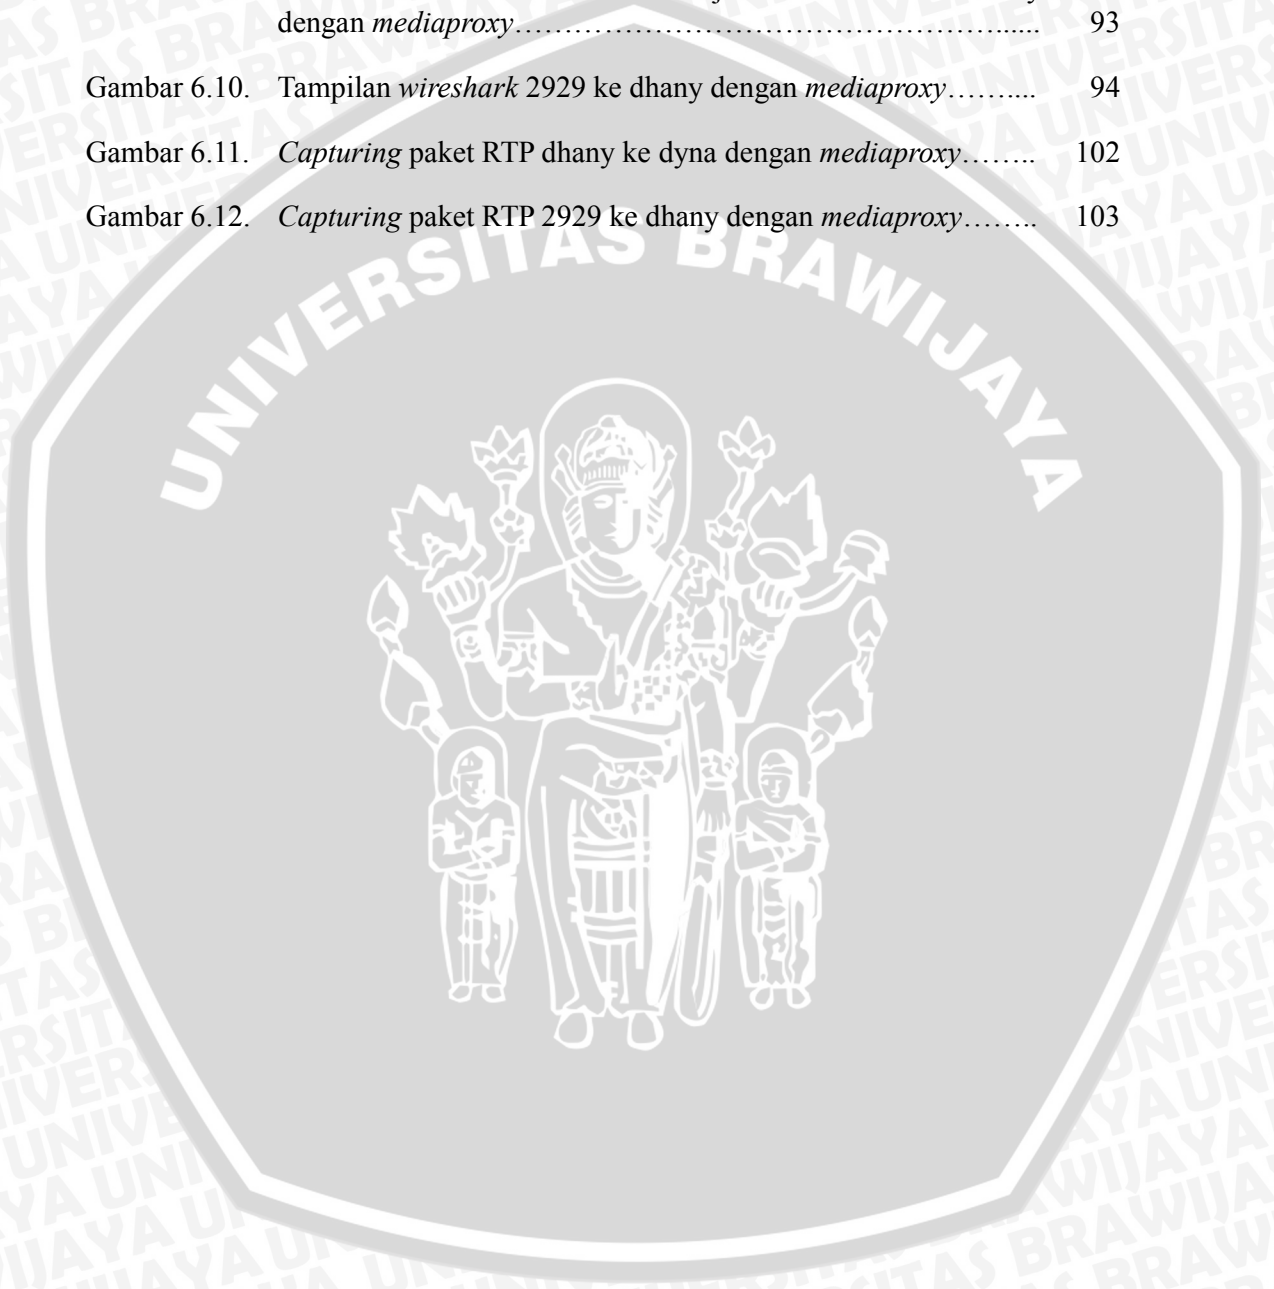 dengan mediaproxy……………………………………………………...... 93
Gambar 6.10. Tampilan wireshark 2929 ke dhany dengan mediaproxy…….... 94
Gambar 6.11. Capturing paket RTP dhany ke dyna dengan mediaproxy…….. 102
Gambar 6.12. Capturing paket RTP 2929 ke dhany dengan mediaproxy……. 103
UNIVERSITAS BRAWIJAYA